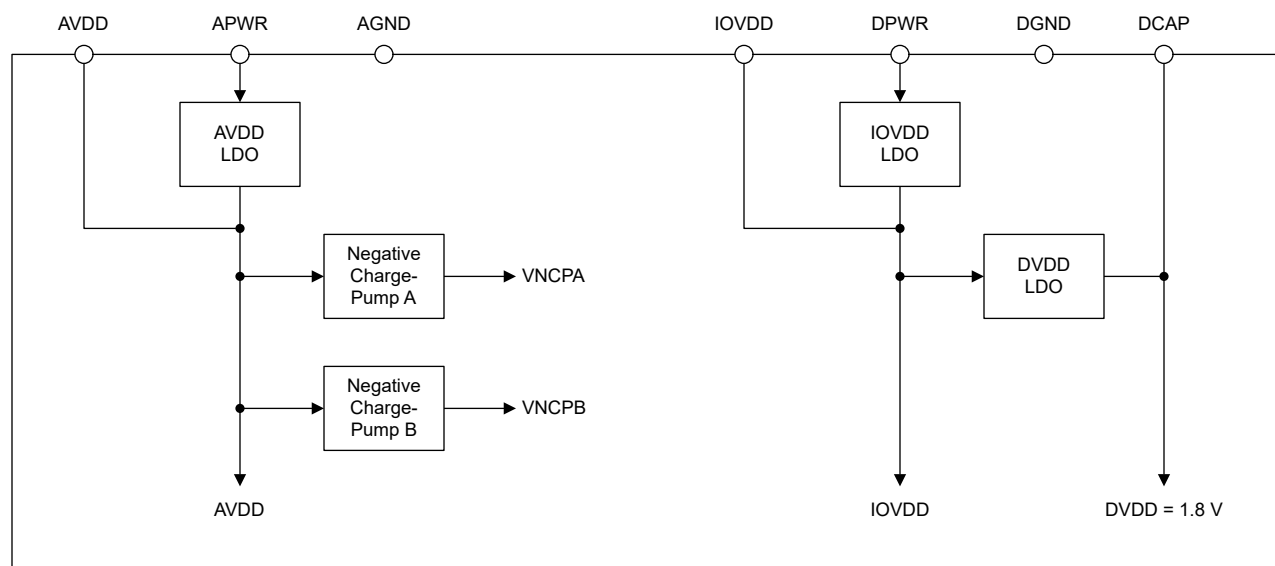 AVDD
APWR
AGND
IOVDD
DPWR
DGND
DCAP
AVDD
LDO
IOVDD
LDO
Negative
Charge-
Pump A
VNCPA
DVDD
LDO
Negative
Charge-
Pump B
VNCPB
AVDD
IOVDD
DVDD = 1.8 V